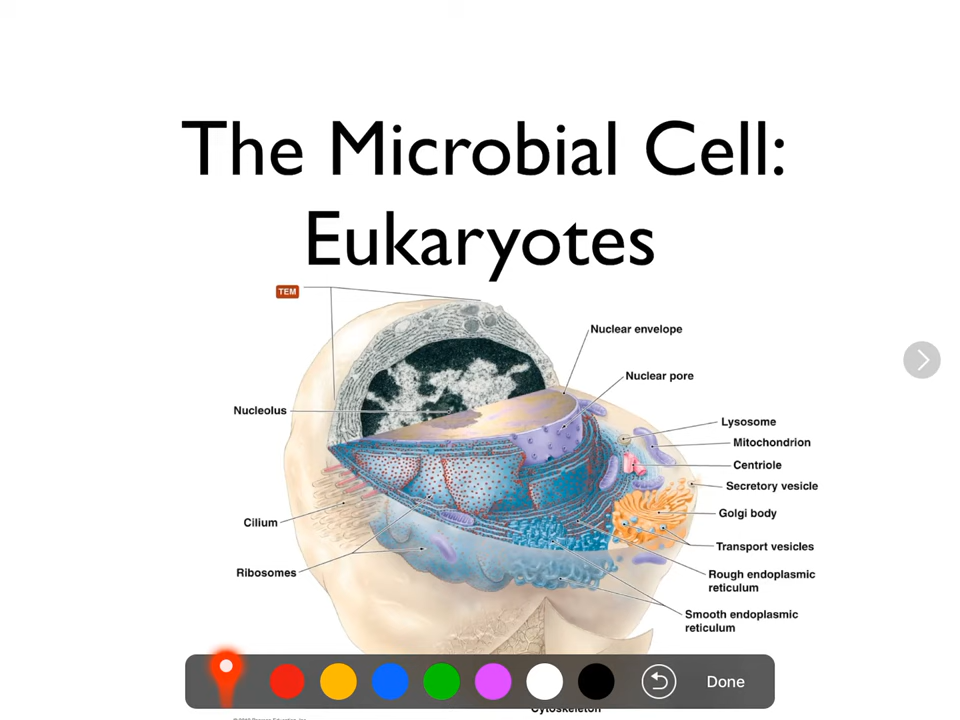 The Microbial Cell:
Eukaryotes
TEM
Nuclear envelope
Nuclear pore
Nucleolus
Lysosome
Mitochondrion
Centriole
Secretory vesicle
Golgi body
Cilium
Transport vesicles
Ribosomes
Rough endoplasmic
reticulum
Smooth endoplasmic
reticulum
Done
Cytoskeleton